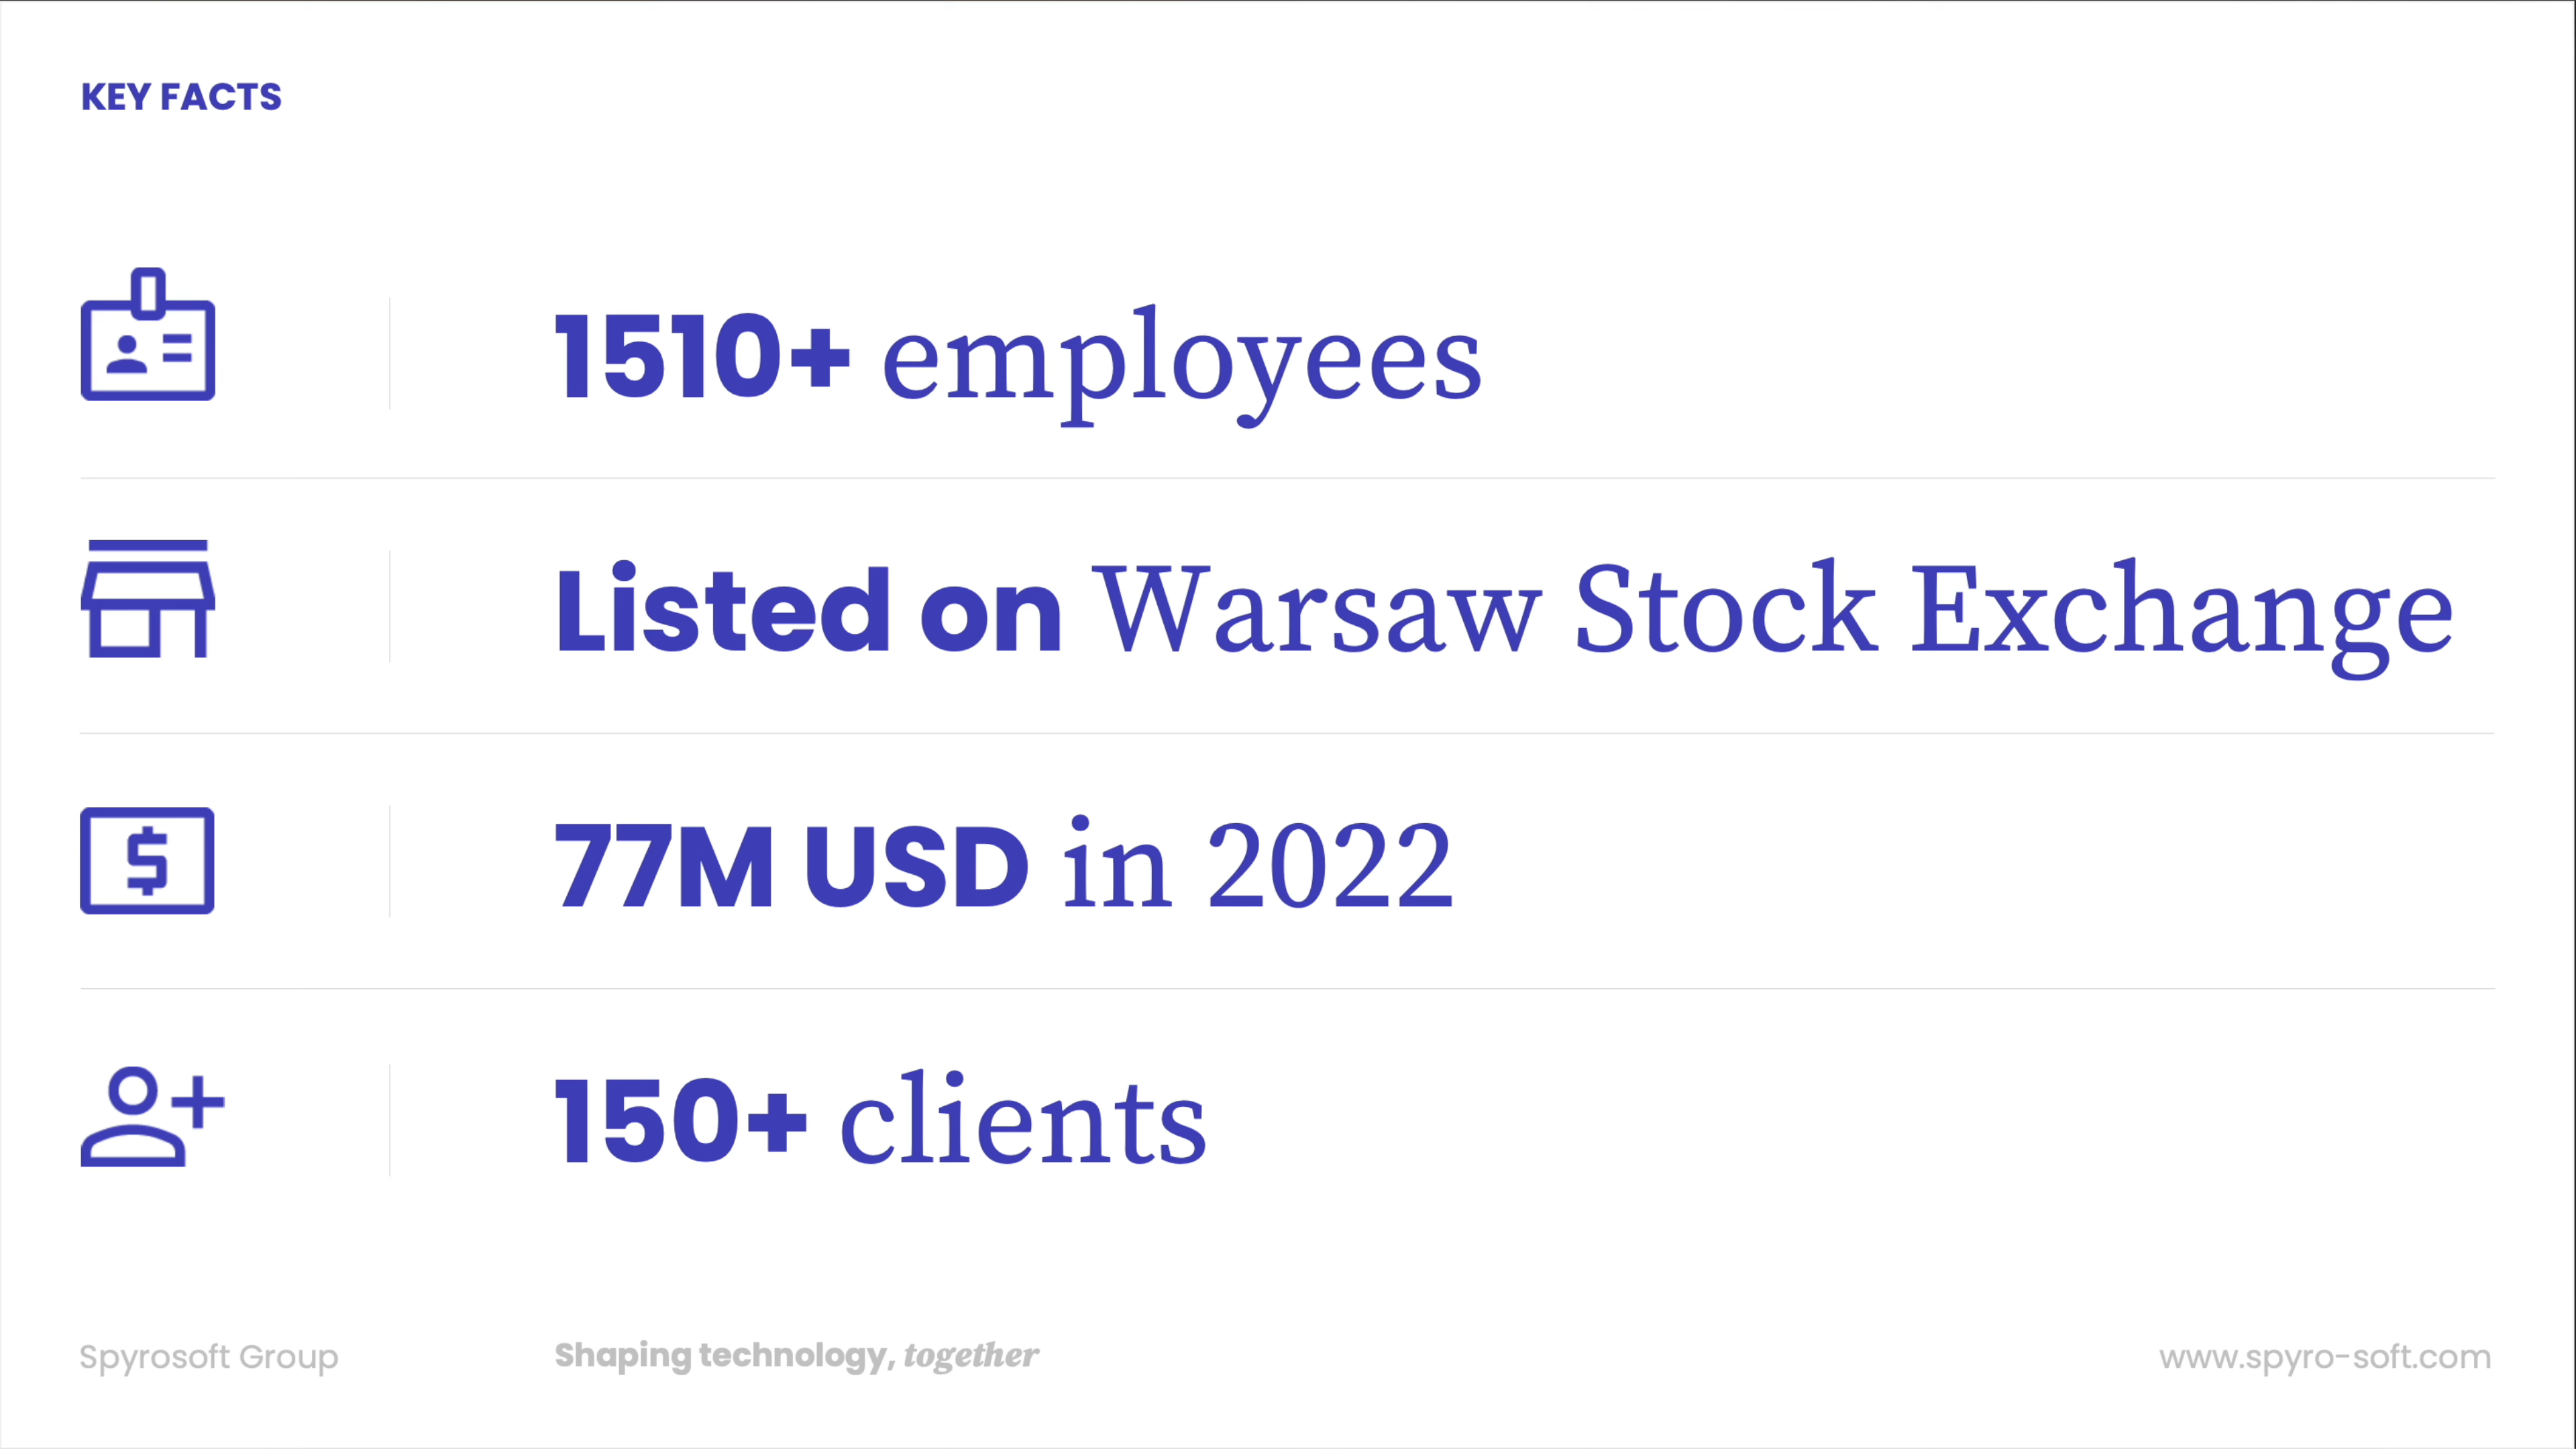 KEY FACTS
1510+ employees
Listed on Warsaw Stock Exchange
77M USD in 2022
150+ clients
Spyrosoft Group
Shaping technology, together
www.spyro-soft.com